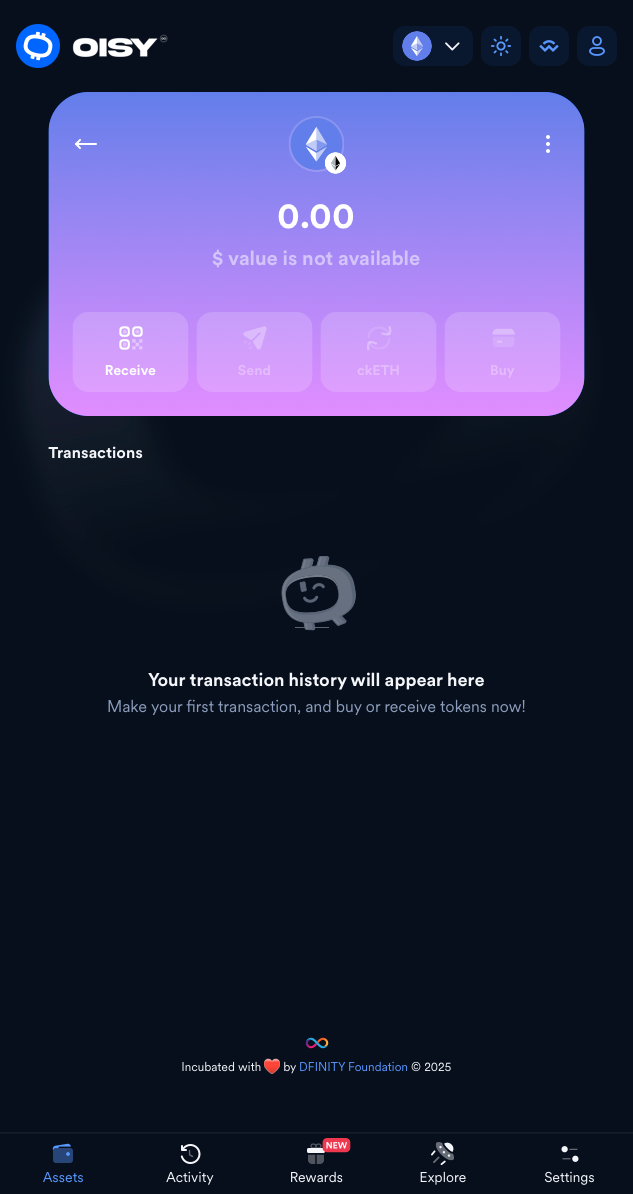 OISY
0.00
$ value is not available
Receive
Send
ckETH
Buy
Transactions
Your transaction history will appear here
Make your first transaction, and buy or receive tokens now!
Incubated with ❤️ by DFINITY Foundation © 2025
NEW
Assets
Activity
Rewards
Explore
Settings